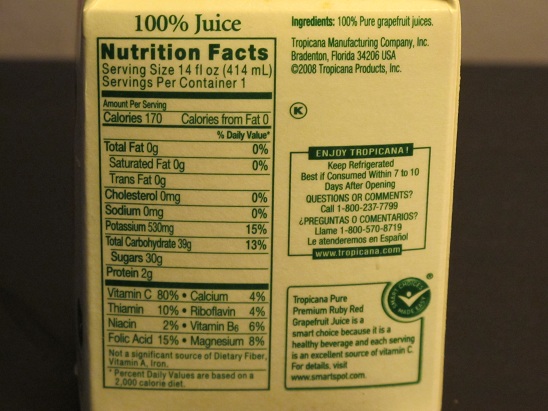 100% Juice
Nutrition Facts
Serving Size 14 fl oz (414 mL)
Servings Per Container 1
Amount Per Serving
Calories 170 Calories from Fat 0
% Daily Value*
Total Fat 0g 0%
Saturated Fat 0g 0%
Trans Fat 0g
Cholesterol 0mg 0%
Sodium 0mg 0%
Potassium 530mg 15%
Total Carbohydrate 39g 13%
Sugars 30g
Protein 2g
Vitamin C 80% • Calcium 4%
Thiamin 10% • Riboflavin 4%
Niacin 2% • Vitamin B6 6%
Folic Acid 15% • Magnesium 8%
Not a significant source of Dietary Fiber,
Vitamin A, Iron.
* Percent Daily Values are based on a
2,000 calorie diet.
Ingredients: 100% Pure grapefruit juices.
Tropicana Manufacturing Company, Inc.
Bradenton, Florida 34206 USA
©2008 Tropicana Products, Inc.
K
ENJOY TROPICANA!
Keep Refrigerated
Best if Consumed Within 7 to 10
Days After Opening
QUESTIONS OR COMMENTS?
Call 1-800-237-7799
¿PREGUNTAS O COMENTARIOS?
Llame 1-800-570-8719
Le atenderemos en Español
www.tropicana.com
SMART CHOICES
MADE EASY
®
Tropicana Pure
Premium Ruby Red
Grapefruit Juice is a
smart choice because it is a
healthy beverage and each serving
is an excellent source of vitamin C.
For details, visit
www.smartspot.com.